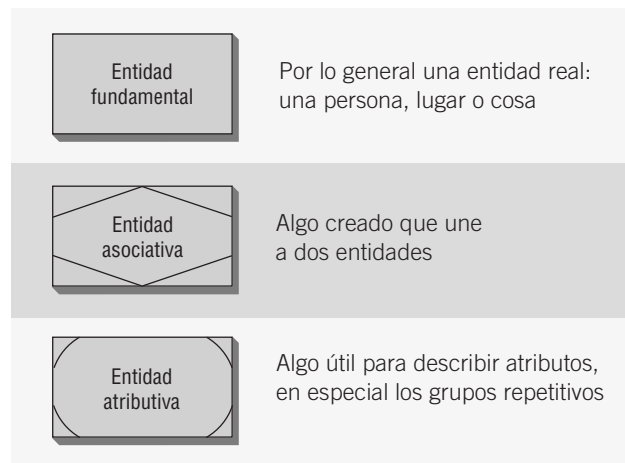 Entidad
fundamental
Por lo general una entidad real:
una persona, lugar o cosa
Entidad
asociativa
Algo creado que une
a dos entidades
Entidad
atributiva
Algo útil para describir atributos,
en especial los grupos repetitivos